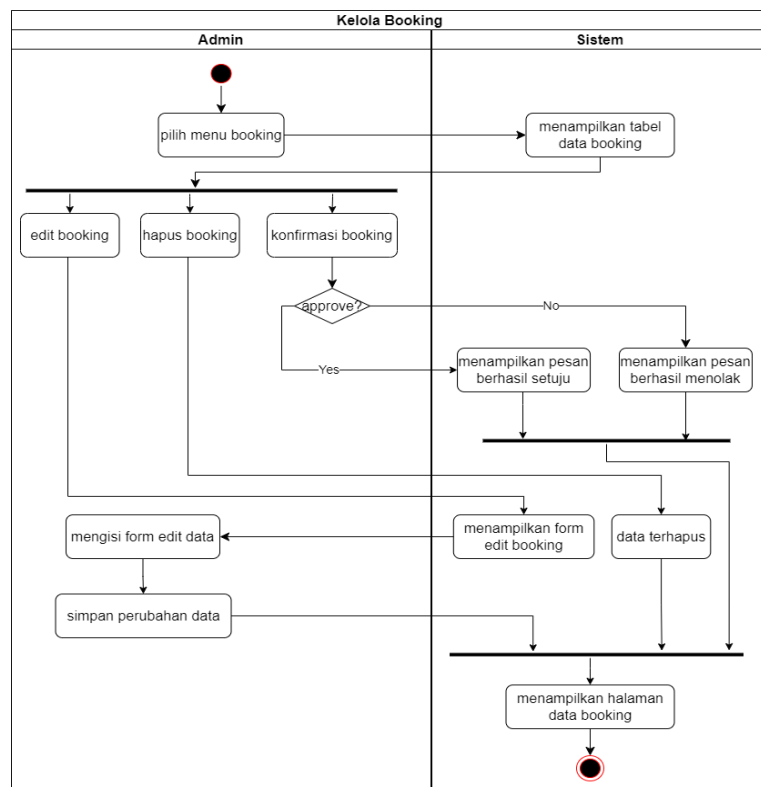 Kelola Booking
Admin
Sistem
pilih menu booking
menampilkan tabel
data booking
edit booking
hapus booking
konfirmasi booking
approve?
No
Yes
menampilkan pesan
berhasil setuju
menampilkan pesan
berhasil menolak
mengisi form edit data
menampilkan form
edit booking
data terhapus
simpan perubahan data
menampilkan halaman
data booking